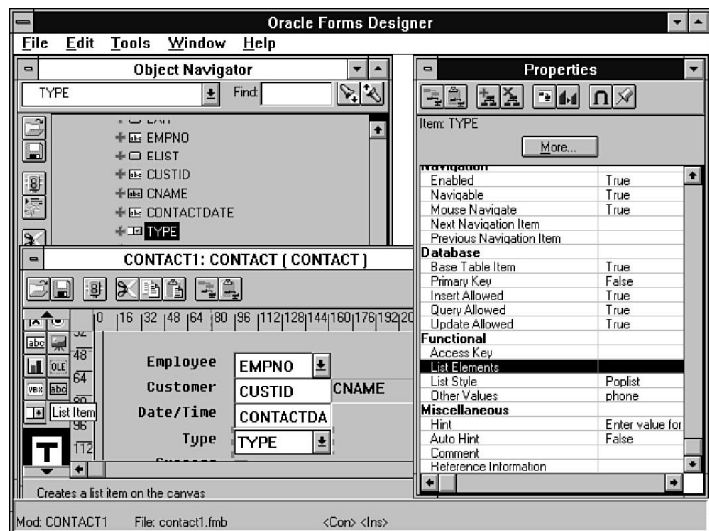 Oracle Forms Designer
File Edit Tools Window Help
Object Navigator
TYPE Find:
EMPNO
ELIST
CUSTID
CNAME
CONTACTDATE
TYPE
CONTACT1: CONTACT ( CONTACT )
0 16 32 48 64 80 96 112 128 144 160 176 192 20
48
64
96
112
abc
OLE
VBX abc
List Item
T
Employee EMPNO
Customer CUSTID CNAME
Date/Time CONTACTDA
Type TYPE
Creates a list item on the canvas
Mod: CONTACT1 File: contact1.fmb <Con> <Ins>
Properties
Item: TYPE
More...
Navigation
Enabled True
Navigable True
Mouse Navigate True
Next Navigation Item
Previous Navigation Item
Database
Base Table Item True
Primary Key False
Insert Allowed True
Query Allowed True
Update Allowed True
Functional
Access Key
List Elements
List Style Poplist
Other Values phone
Miscellaneous
Hint Enter value for
Auto Hint False
Comment
Reference Information